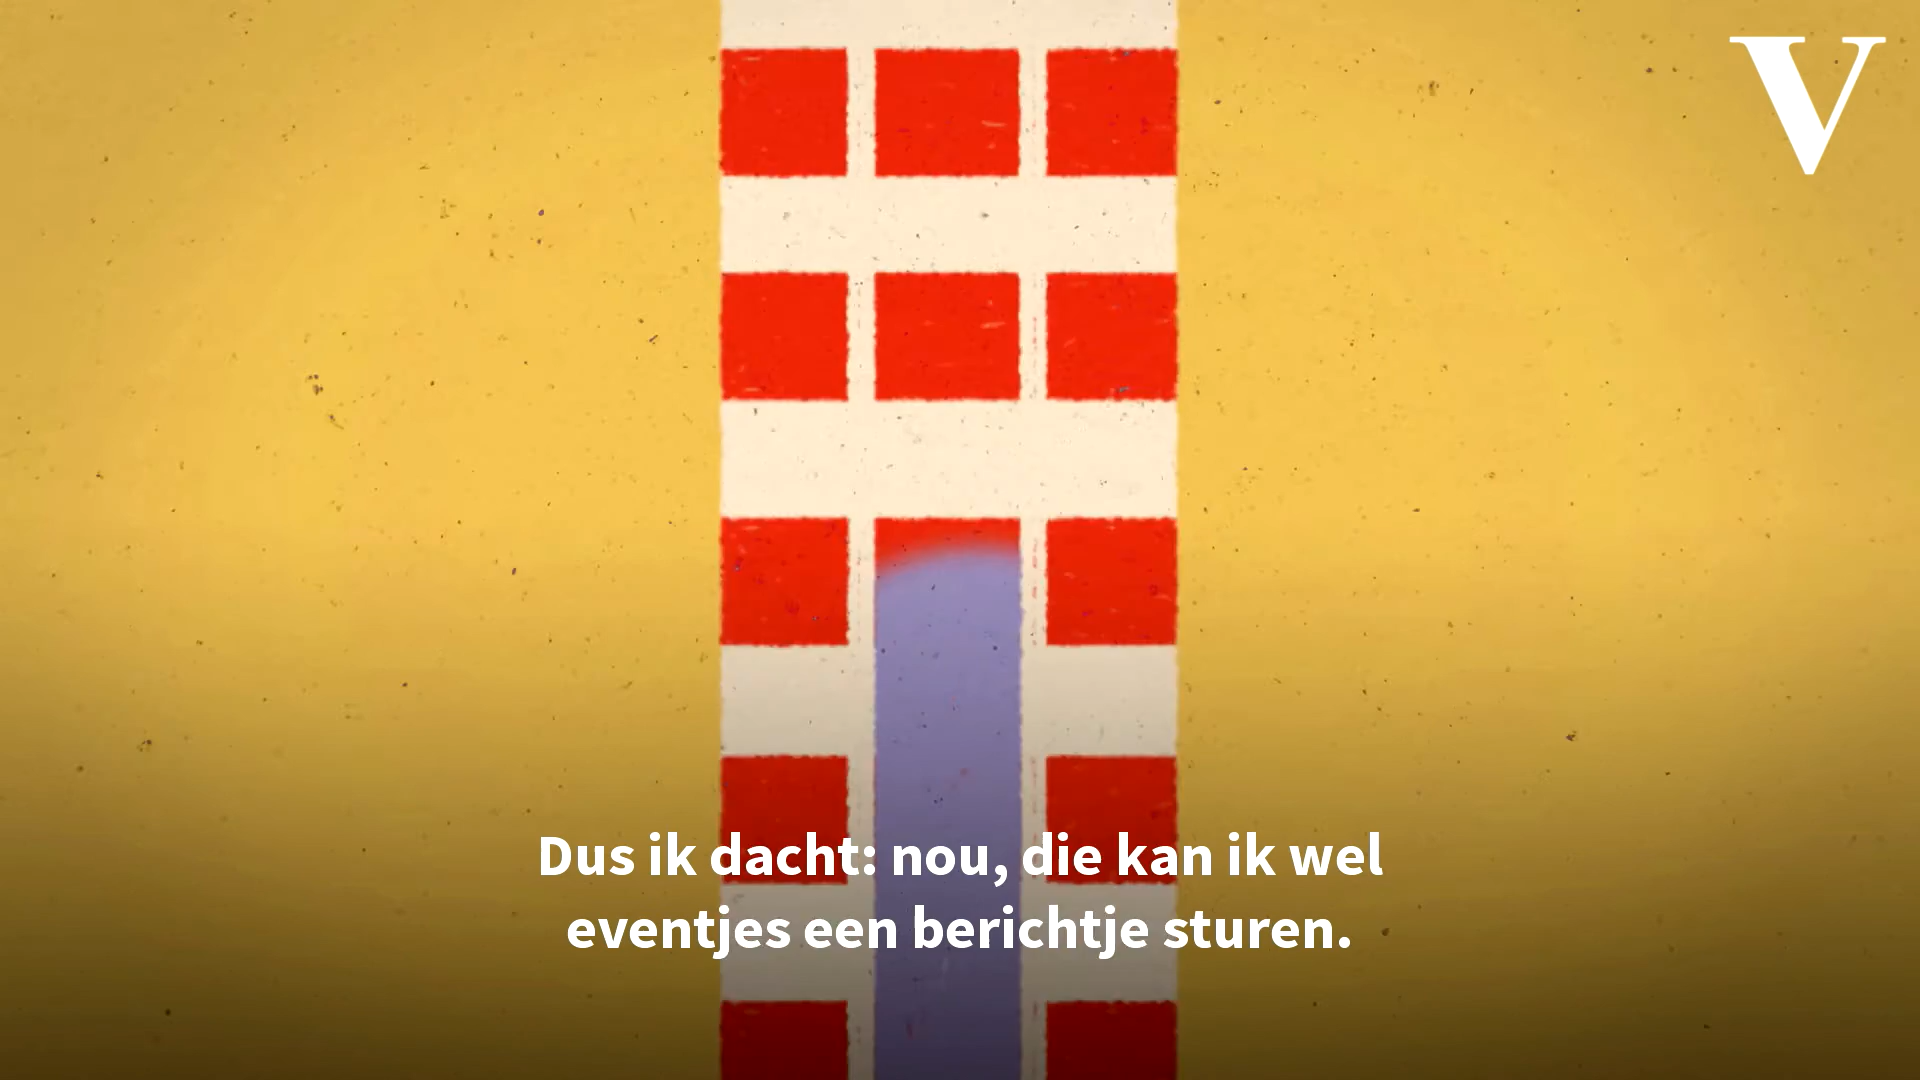 V
Dus ik dacht: nou, die kan ik wel
eventjes een berichtje sturen.